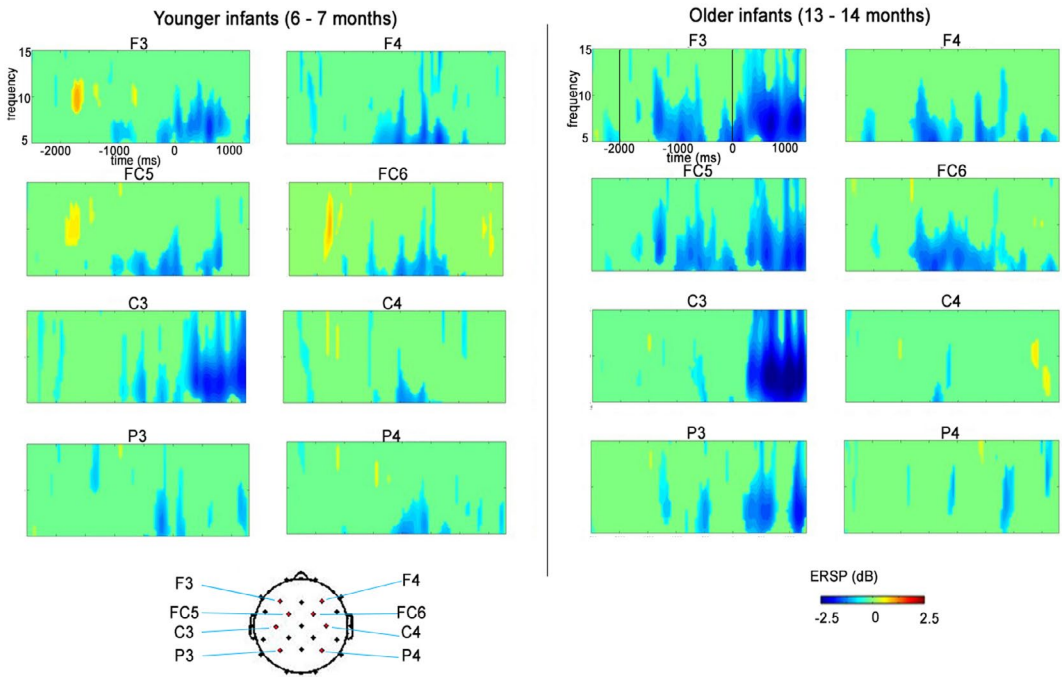 Younger infants (6 - 7 months)
F3
F4
frequency
15
10
5
-2000 -1000 0 1000
time (ms)
FC5
FC6
C3
C4
P3
P4
Older infants (13 - 14 months)
F3
F4
frequency
15
10
5
-2000 -1000 0 1000
time (ms)
FC5
FC6
C3
C4
P3
P4
F3
F4
FC5
FC6
C3
C4
P3
P4
ERSP (dB)
-2.5 0 2.5